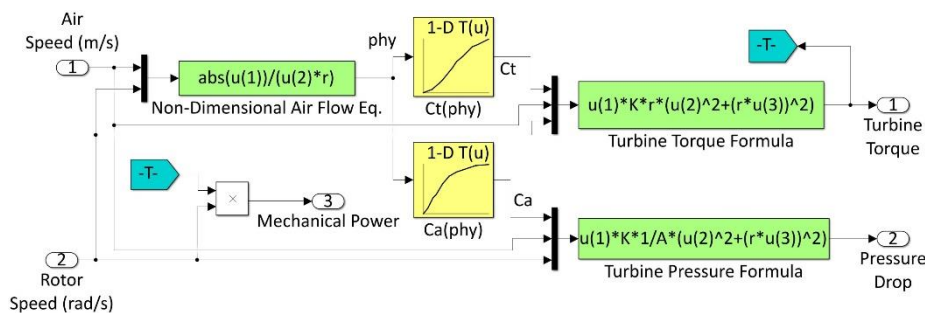 Air
Speed (m/s)
1
abs(u(1))/(u(2)*r)
Non-Dimensional Air Flow Eq.
phy
1-D T(u)
Ct(phy)
Ct
-T-
u(1)*K*r*(u(2)^2+(r*u(3))^2)
Turbine Torque Formula
1
Turbine
Torque
-T-
×
3
Mechanical Power
1-D T(u)
Ca(phy)
Ca
u(1)*K*1/A*(u(2)^2+(r*u(3))^2)
Turbine Pressure Formula
2
Pressure
Drop
2
Rotor
Speed (rad/s)